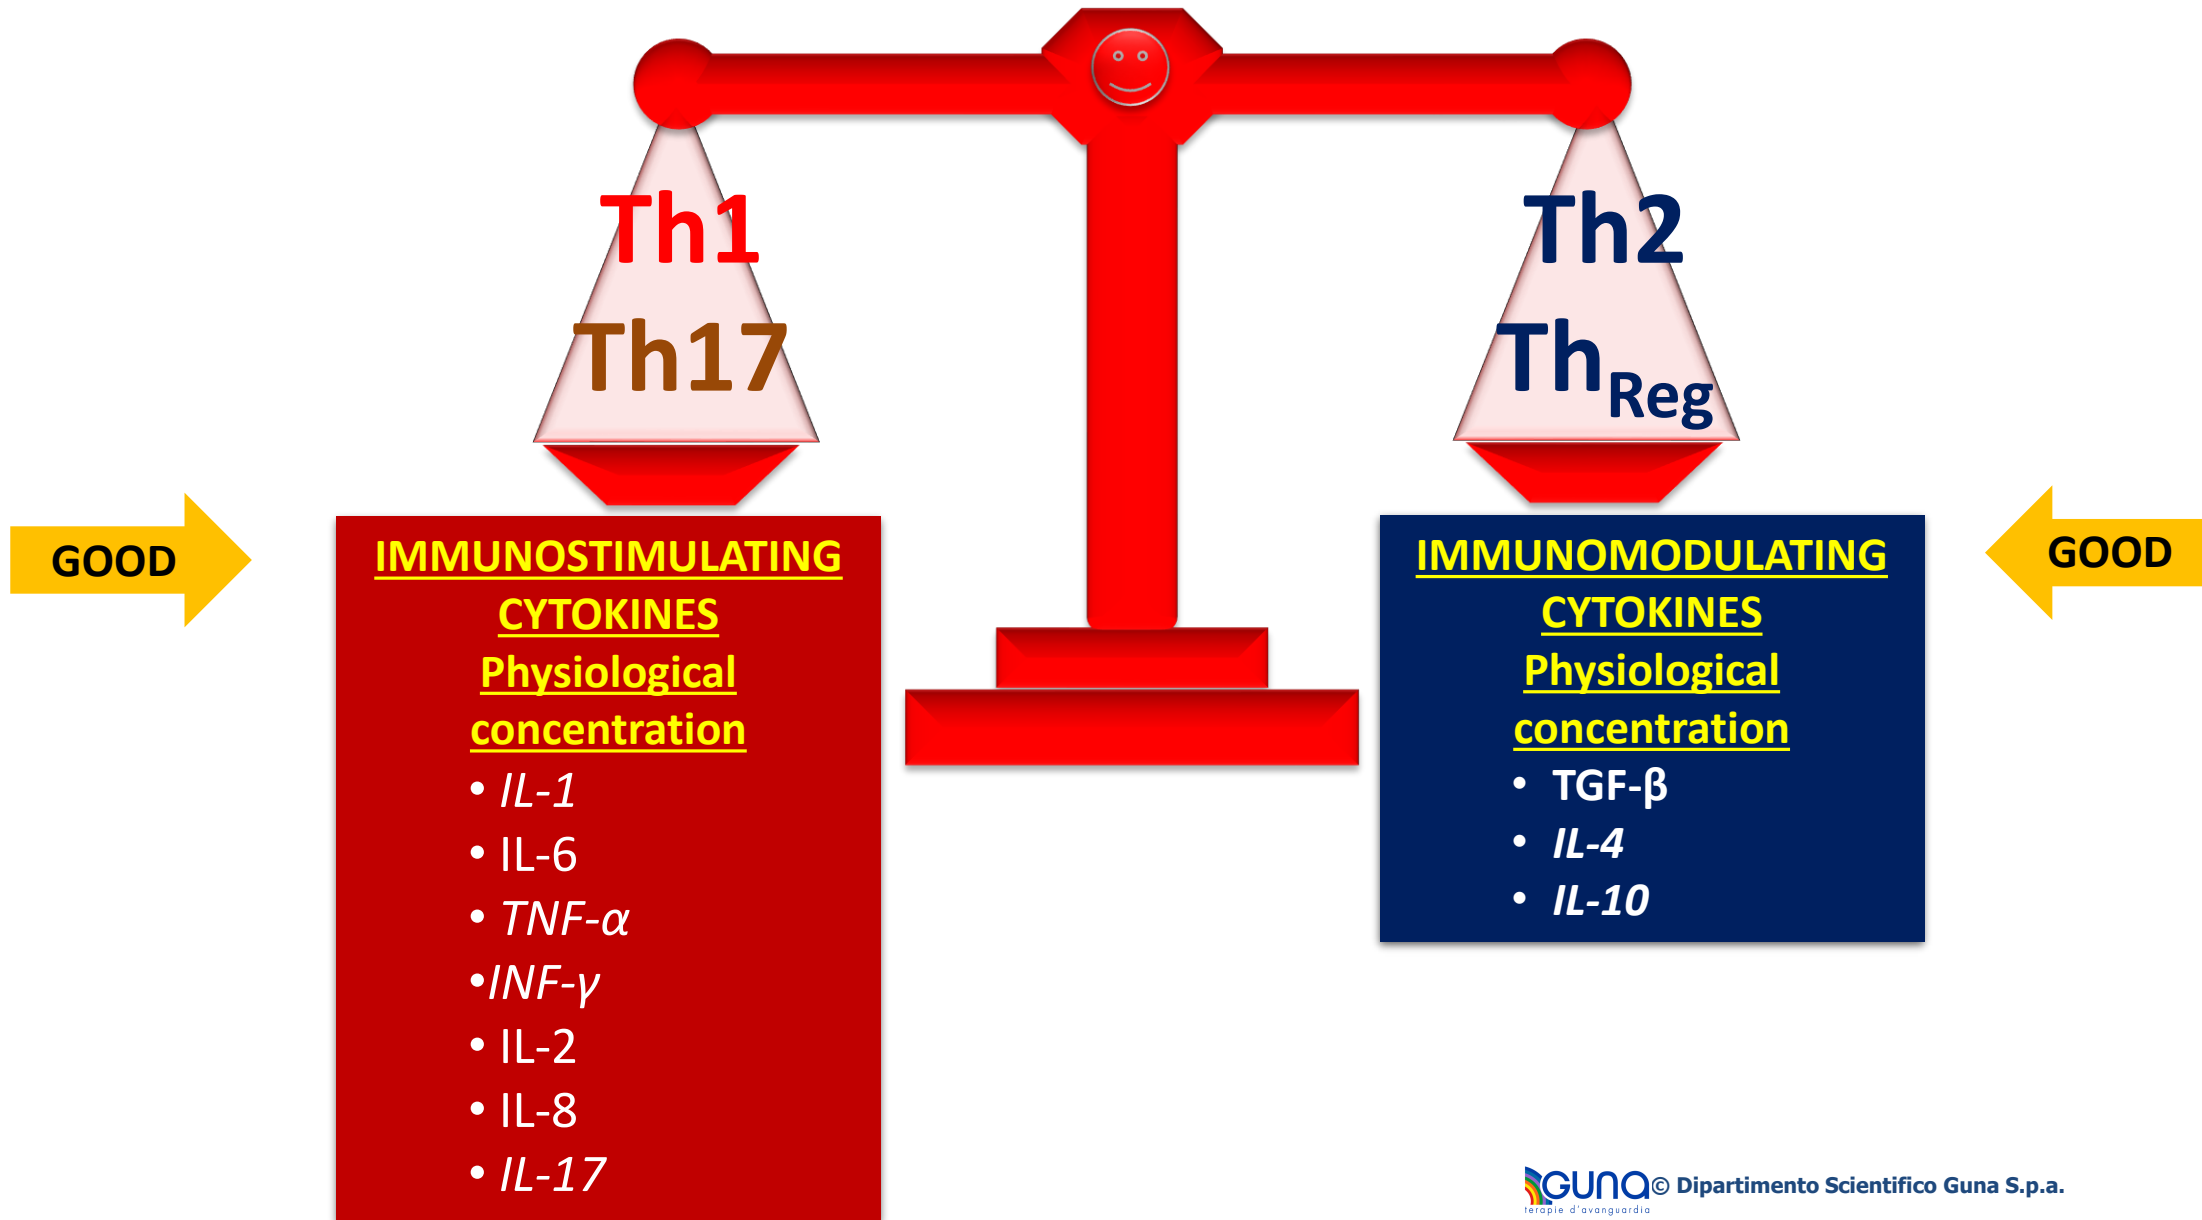 Th1
Th17
Th2
ThReg
GOOD
IMMUNOSTIMULATING
CYTOKINES
Physiological
concentration
• IL-1
• IL-6
• TNF-α
•INF-γ
• IL-2
• IL-8
• IL-17
IMMUNOMODULATING
CYTOKINES
Physiological
concentration
• TGF-β
• IL-4
• IL-10
GOOD
GUNA © Dipartimento Scientifico Guna S.p.a.
terapie d'avanguardia